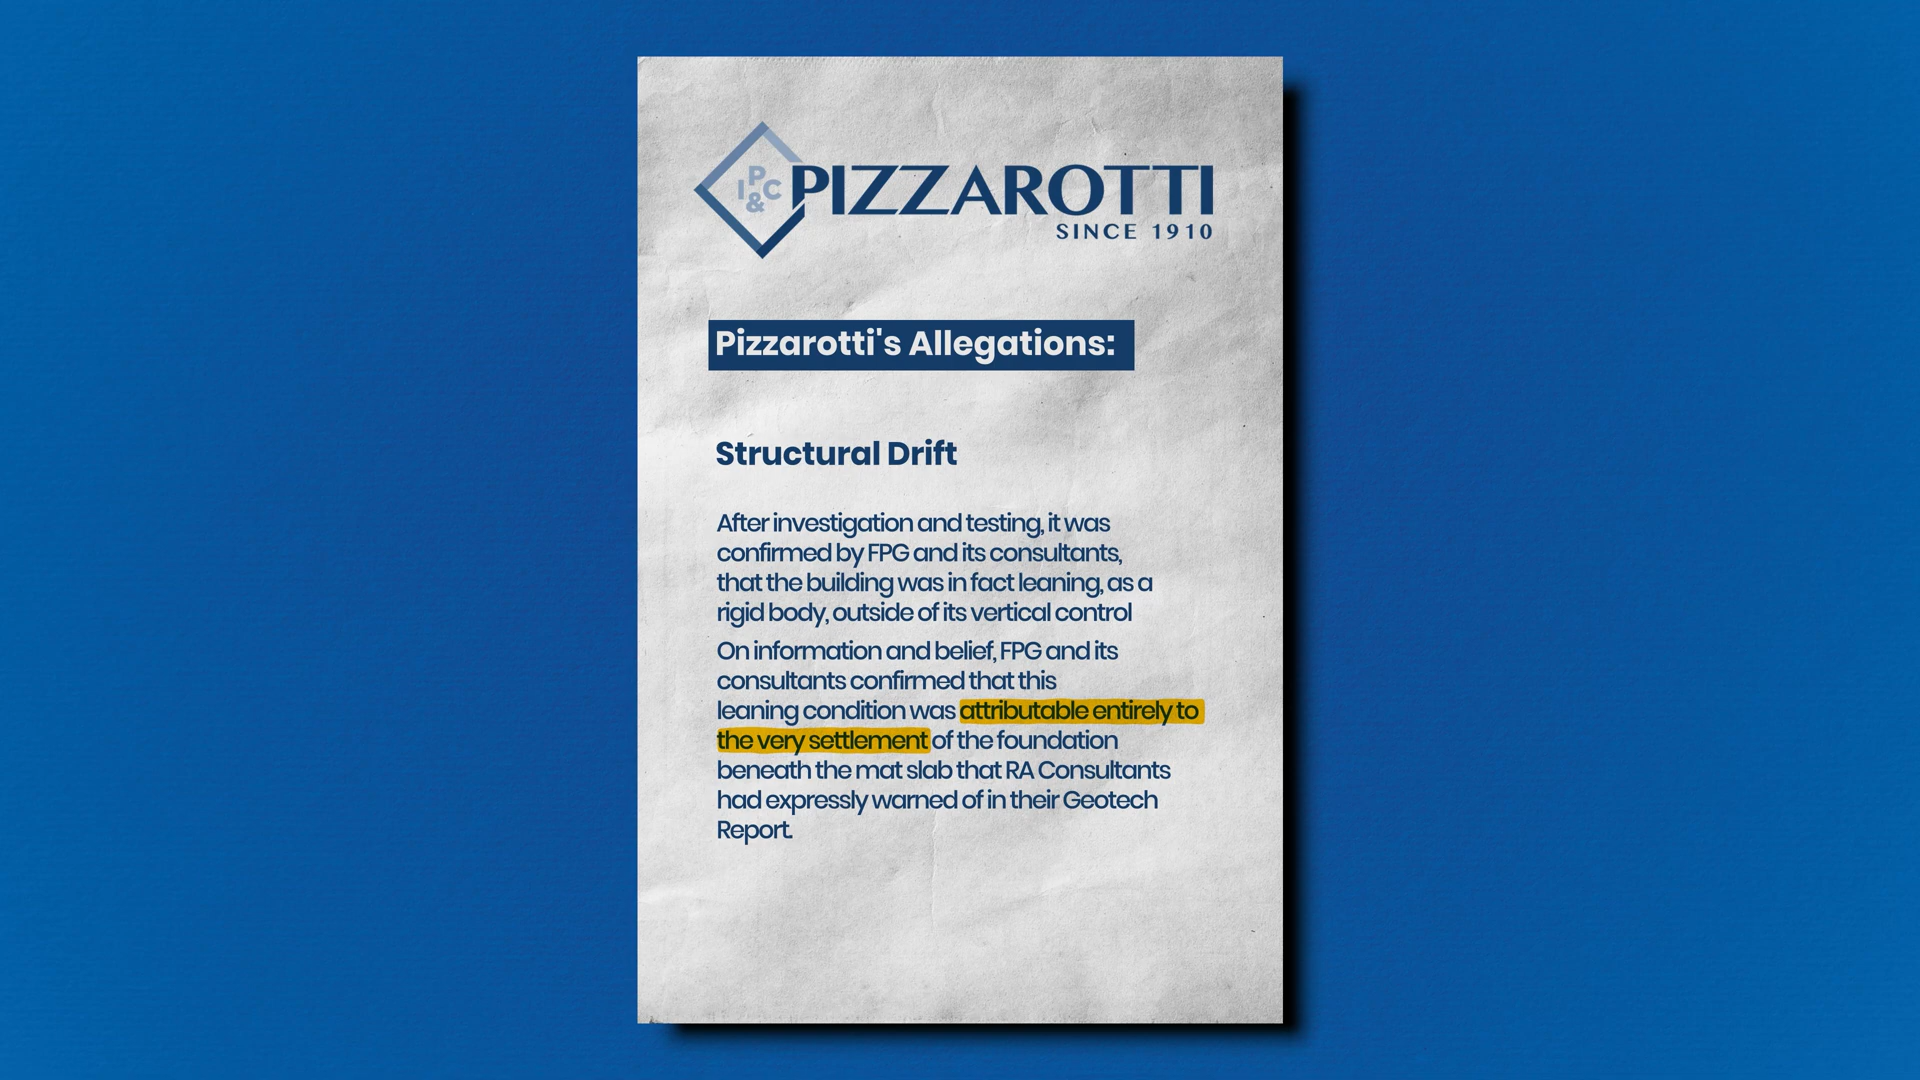 IPC&
PIZZAROTTI
SINCE 1910
Pizzarotti's Allegations:
Structural Drift
After investigation and testing, it was
confirmed by FPG and its consultants,
that the building was in fact leaning, as a
rigid body, outside of its vertical control
On information and belief, FPG and its
consultants confirmed that this
leaning condition was attributable entirely to
the very settlement of the foundation
beneath the mat slab that RA Consultants
had expressly warned of in their Geotech
Report.